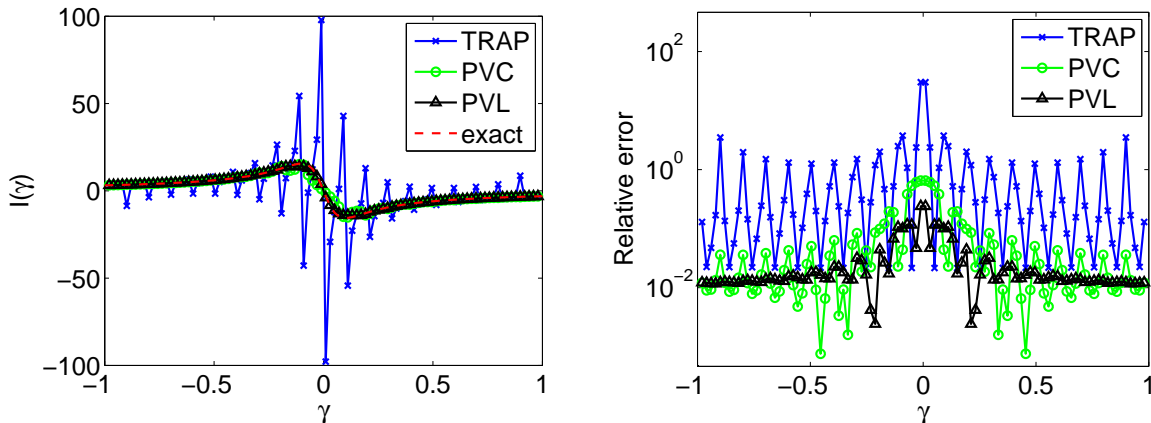 100
50
0
−50
−100
I(γ)
−1
−0.5
0
0.5
1
γ
TRAP
PVC
PVL
exact
10^2
10^0
10^−2
Relative error
−1
−0.5
0
0.5
1
γ
TRAP
PVC
PVL